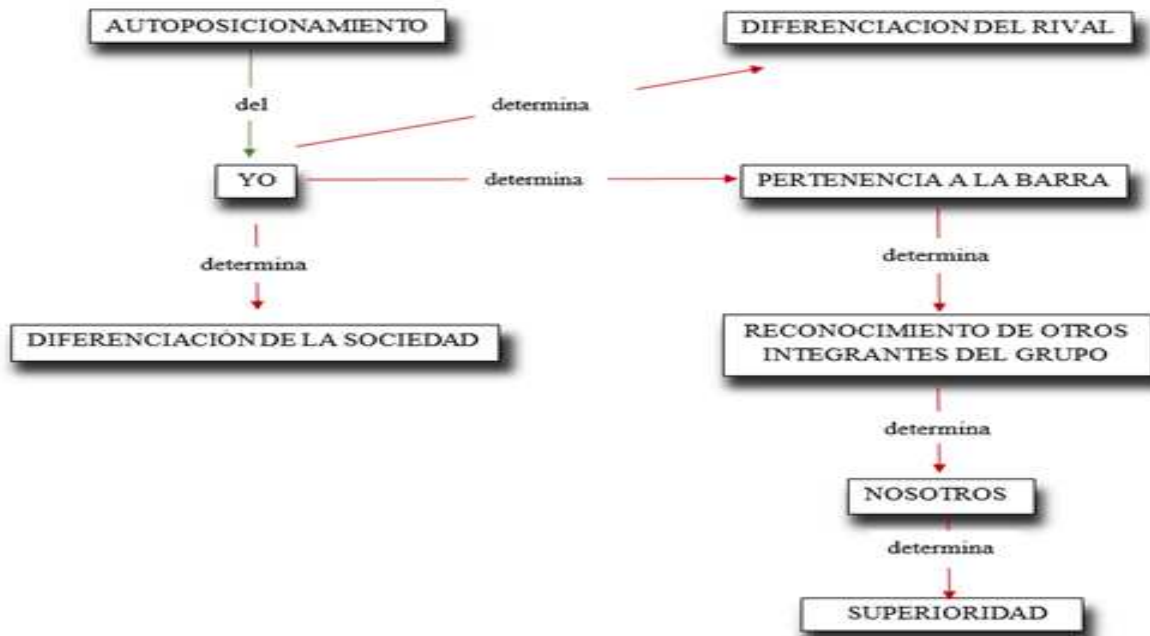 AUTOPOSICIONAMIENTO
DIFERENCIACION DEL RIVAL
del
determina
YO
determina
PERTENENCIA A LA BARRA
determina
determina
DIFERENCIACIÓN DE LA SOCIEDAD
RECONOCIMIENTO DE OTROS
INTEGRANTES DEL GRUPO
determina
NOSOTROS
determina
SUPERIORIDAD